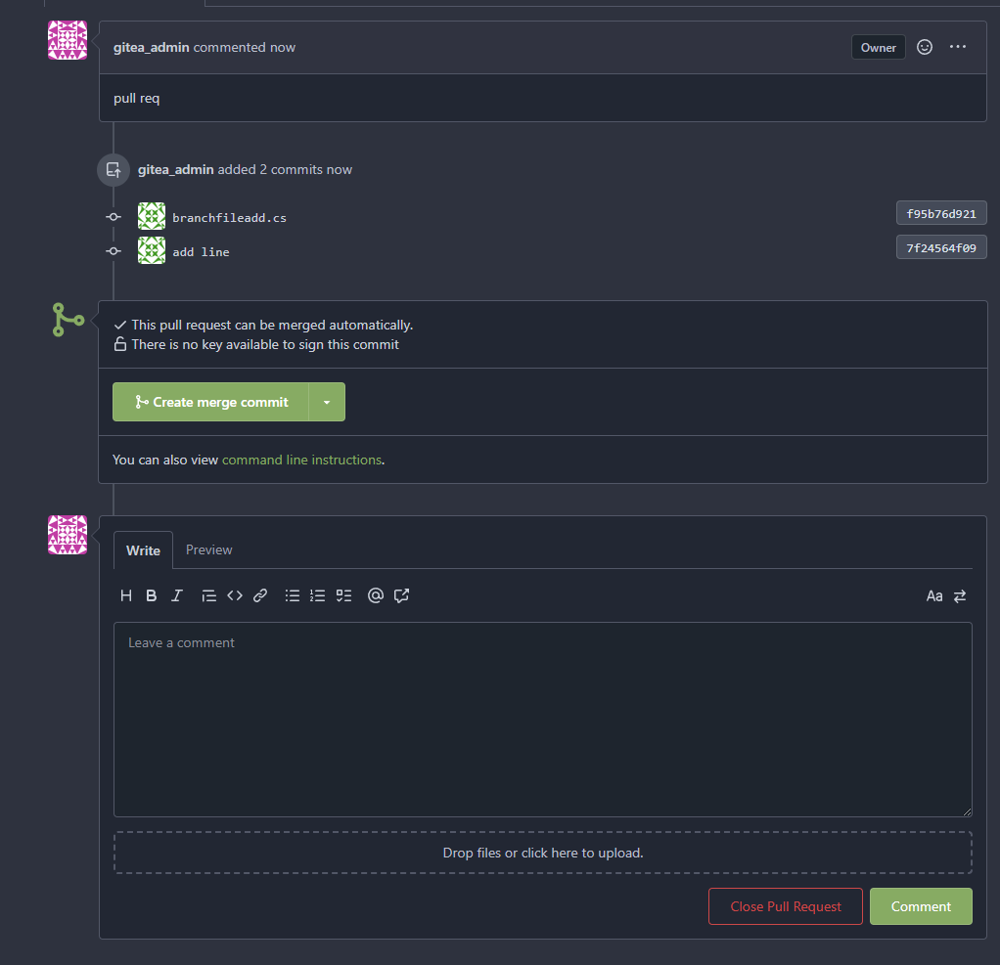 gitea_admin commented now
Owner
pull req
gitea_admin added 2 commits now
branchfileadd.cs
f95b76d921
add line
7f24564f09
This pull request can be merged automatically.
There is no key available to sign this commit
Create merge commit
You can also view command line instructions.
Write
Preview
H B I
Aa
Leave a comment
Drop files or click here to upload.
Close Pull Request
Comment